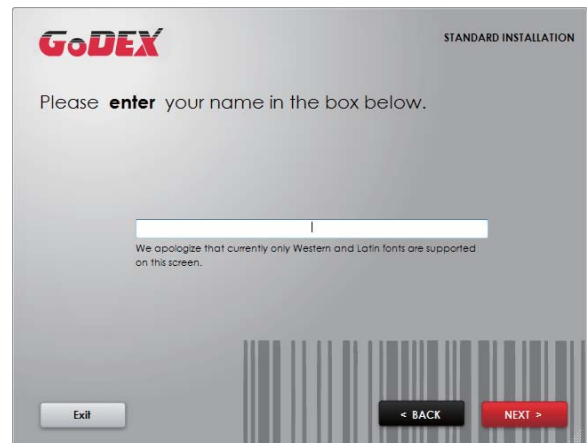 GoDEX
STANDARD INSTALLATION
Please enter your name in the box below.
We apologize that currently only Western and Latin fonts are supported
on this screen.
Exit
< BACK
NEXT >